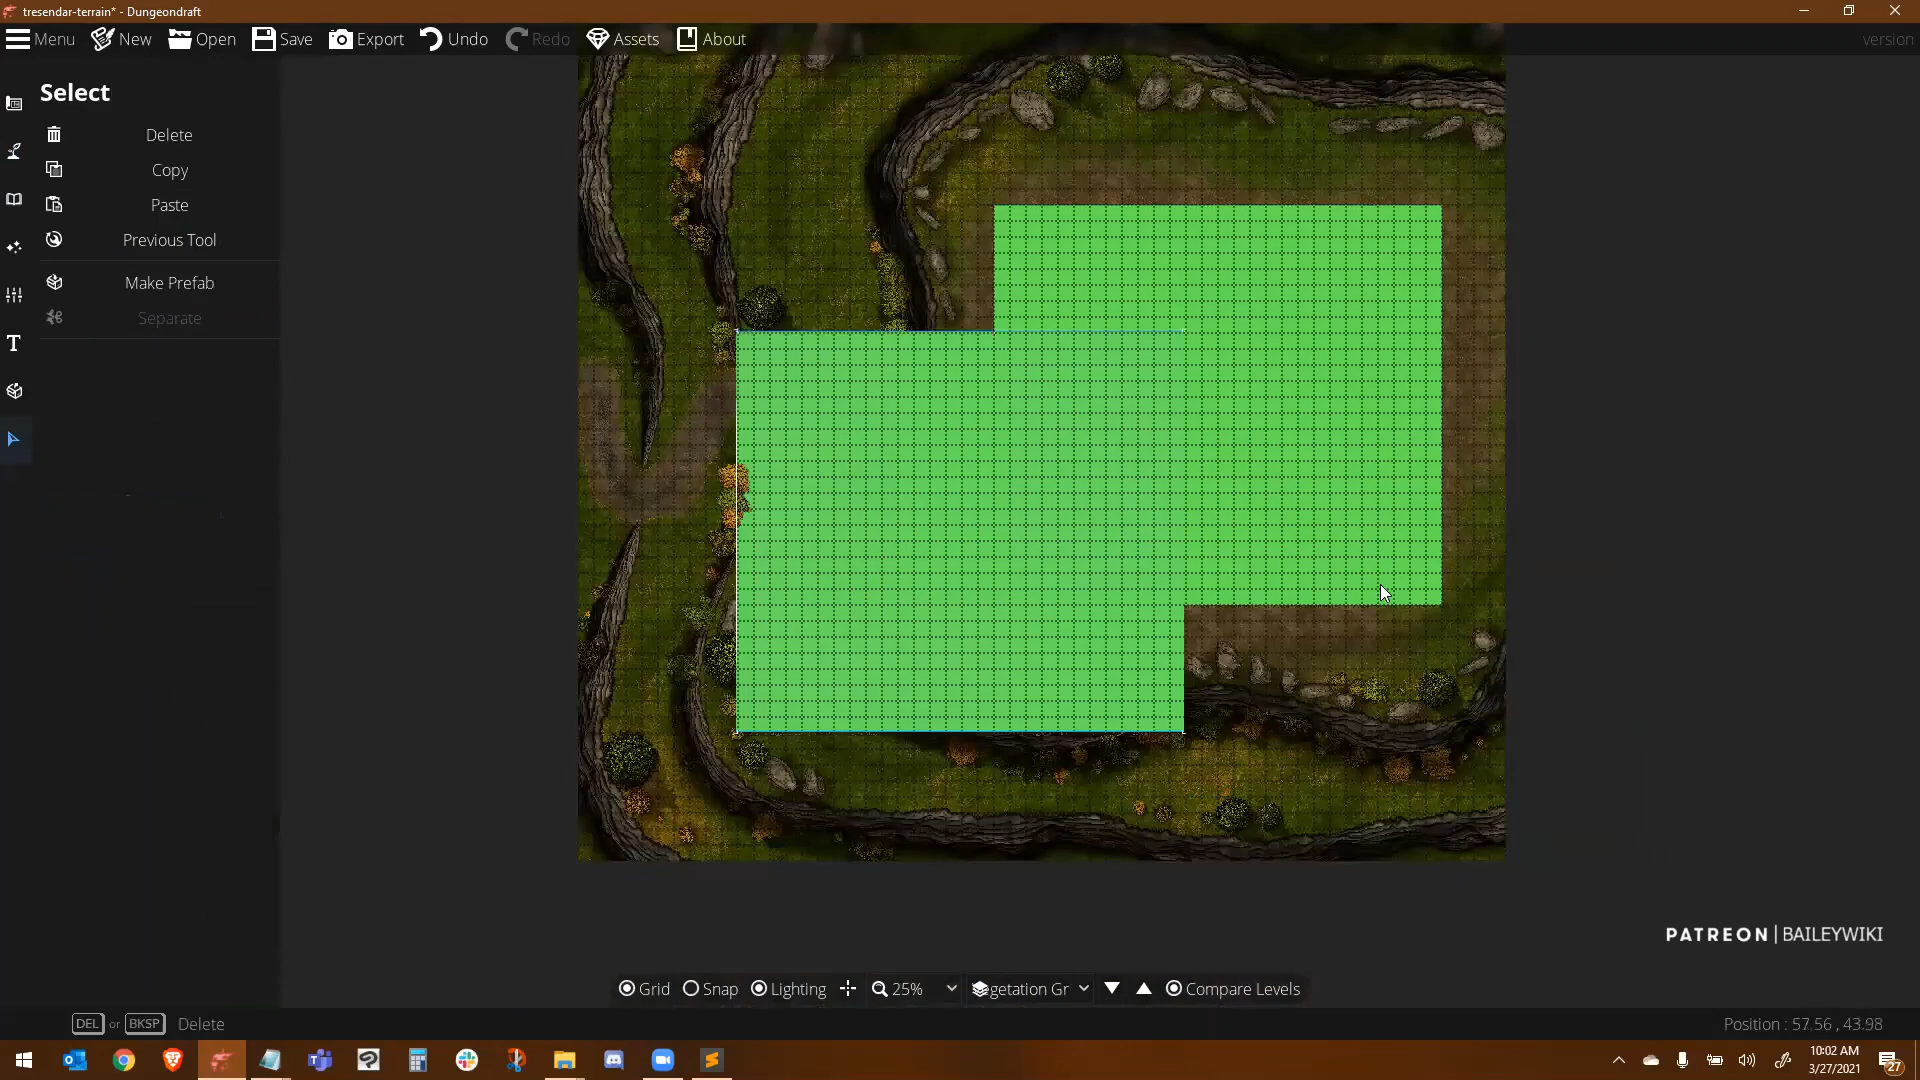 tresendar-terrain* - Dungeondraft
Menu New Open Save Export Undo Redo Assets About version
Select
Delete
Copy
Paste
Previous Tool
Make Prefab
Separate
T
PATREON | BAILEYWIKI
Grid Snap Lighting 25% getation Gr Compare Levels
DEL or BKSP Delete
Position : 57.56 , 43.98
10:02 AM
3/27/2021
27